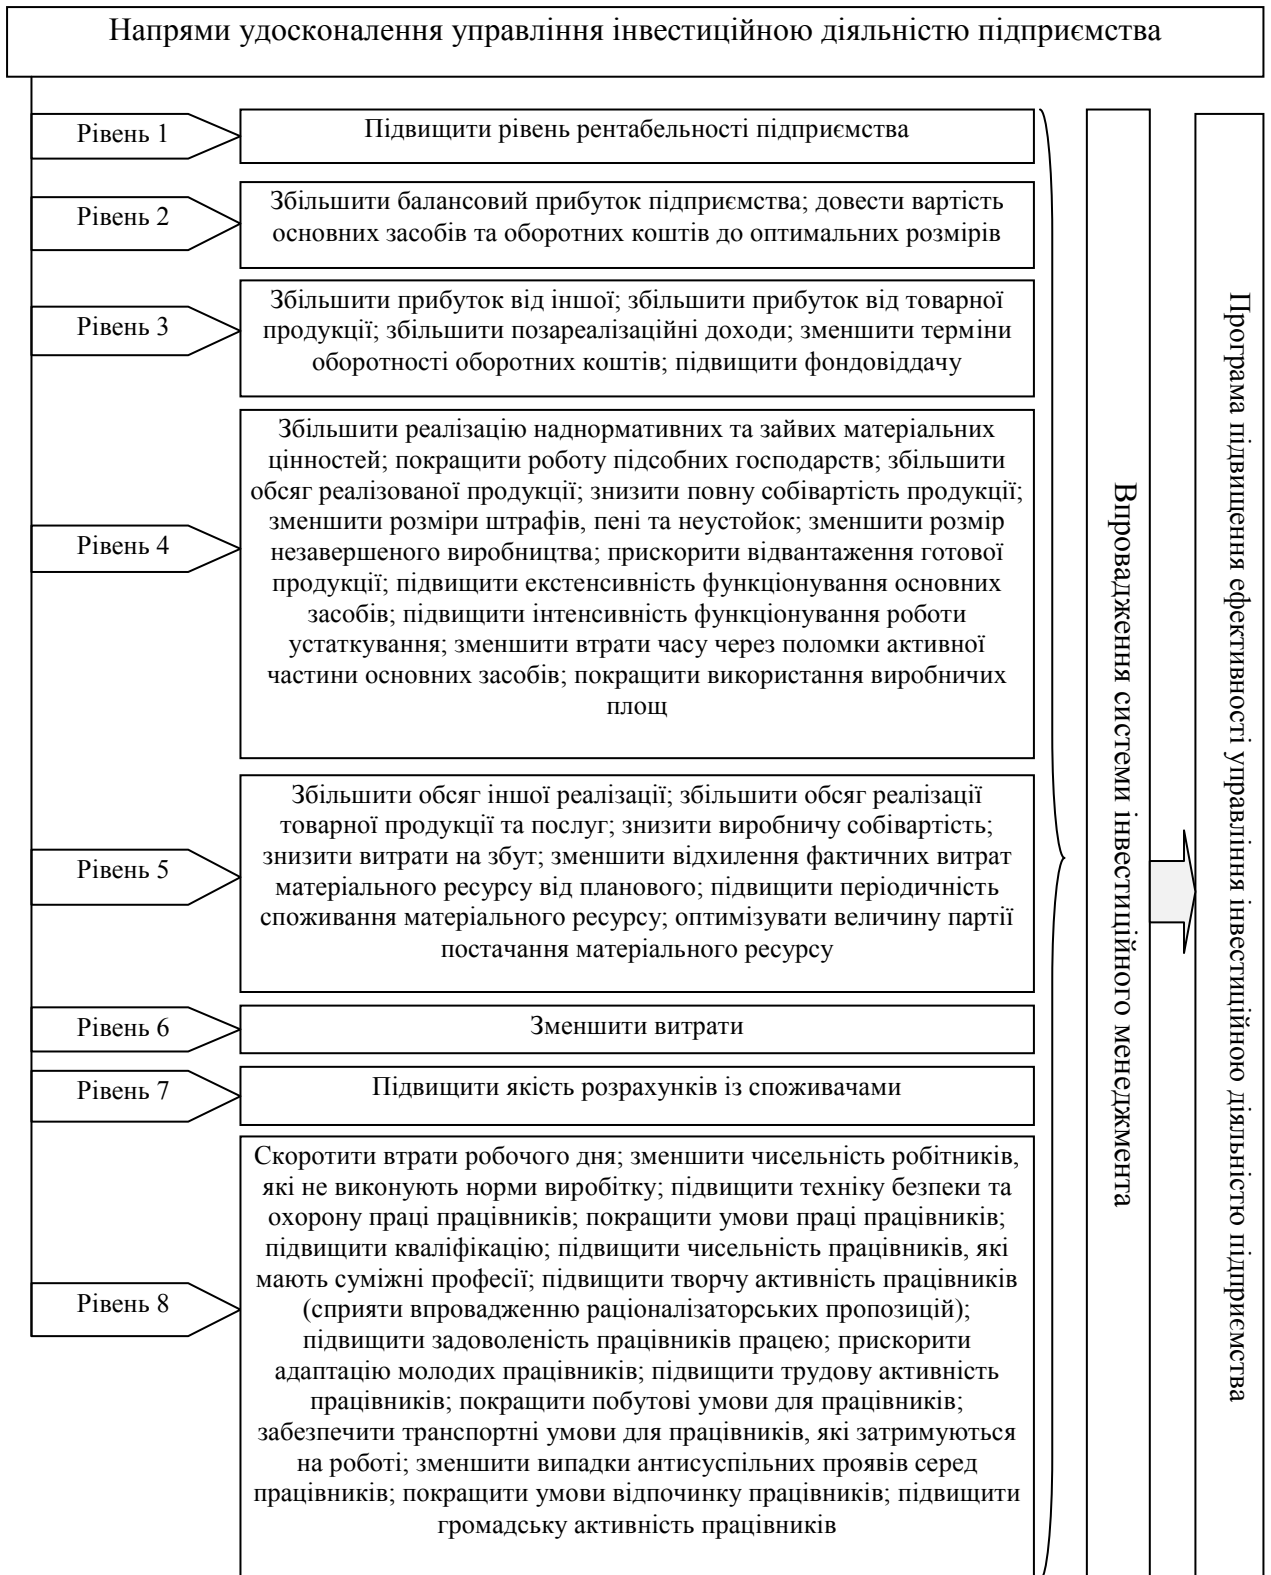 Напрями удосконалення управління інвестиційною діяльністю підприємства
Рівень 1
Підвищити рівень рентабельності підприємства
Рівень 2
Збільшити балансовий прибуток підприємства; довести вартість
основних засобів та оборотних коштів до оптимальних розмірів
Рівень 3
Збільшити прибуток від іншої; збільшити прибуток від товарної
продукції; збільшити позареалізаційні доходи; зменшити терміни
оборотності оборотних коштів; підвищити фондовіддачу
Рівень 4
Збільшити реалізацію наднормативних та зайвих матеріальних
цінностей; покращити роботу підсобних господарств; збільшити
обсяг реалізованої продукції; знизити повну собівартість продукції;
зменшити розміри штрафів, пені та неустойок; зменшити розмір
незавершеного виробництва; прискорити відвантаження готової
продукції; підвищити екстенсивність функціонування основних
засобів; підвищити інтенсивність функціонування роботи
устаткування; зменшити втрати часу через поломки активної
частини основних засобів; покращити використання виробничих
площ
Рівень 5
Збільшити обсяг іншої реалізації; збільшити обсяг реалізації
товарної продукції та послуг; знизити виробничу собівартість;
знизити витрати на збут; зменшити відхилення фактичних витрат
матеріального ресурсу від планового; підвищити періодичність
споживання матеріального ресурсу; оптимізувати величину партії
постачання матеріального ресурсу
Рівень 6
Зменшити витрати
Рівень 7
Підвищити якість розрахунків із споживачами
Рівень 8
Скоротити втрати робочого дня; зменшити чисельність робітників,
які не виконують норми виробітку; підвищити техніку безпеки та
охорону праці працівників; покращити умови праці працівників;
підвищити кваліфікацію; підвищити чисельність працівників, які
мають суміжні професії; підвищити творчу активність працівників
(сприяти впровадженню раціоналізаторських пропозицій);
підвищити задоволеність працівників працею; прискорити
адаптацію молодих працівників; підвищити трудову активність
працівників; покращити побутові умови для працівників;
забезпечити транспортні умови для працівників, які затримуються
на роботі; зменшити випадки антисуспільних проявів серед
працівників; покращити умови відпочинку працівників; підвищити
громадську активність працівників
Впровадження системи інвестиційного менеджмента
Програма підвищення ефективності управління інвестиційною діяльністю підприємства